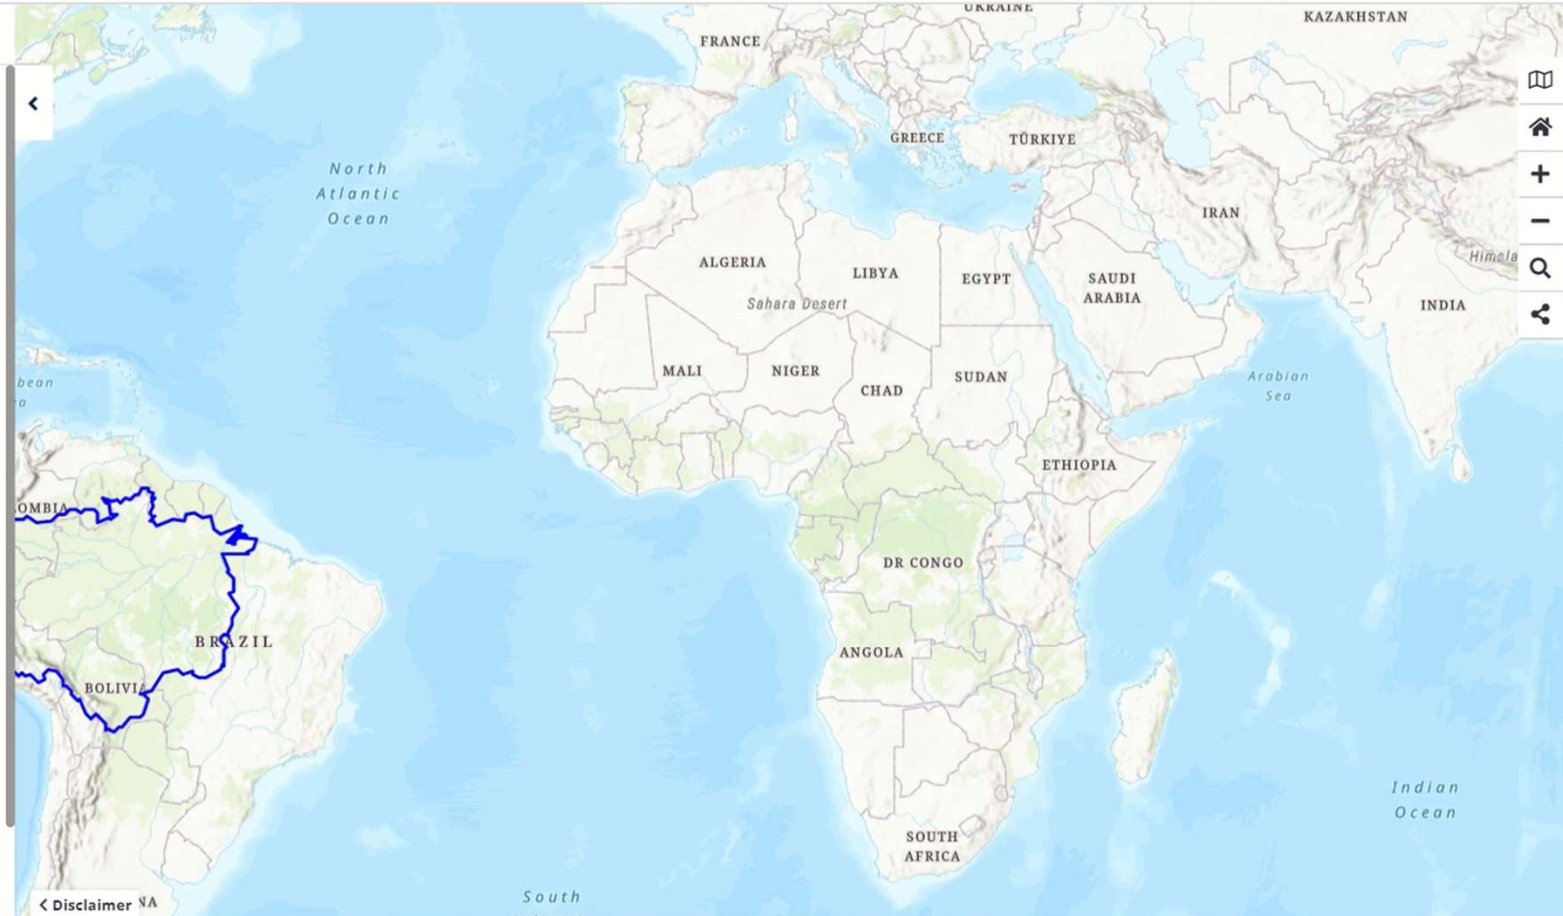 UKRAINE
KAZAKHSTAN
FRANCE
GREECE
TÜRKIYE
North
Atlantic
Ocean
IRAN
Himala
ALGERIA
LIBYA
EGYPT
SAUDI
ARABIA
Sahara Desert
INDIA
MALI
NIGER
CHAD
SUDAN
Arabian
Sea
bean
a
ETHIOPIA
OMBIA
DR CONGO
BRAZIL
ANGOLA
BOLIVIA
Indian
Ocean
SOUTH
AFRICA
South
Disclaimer
NA